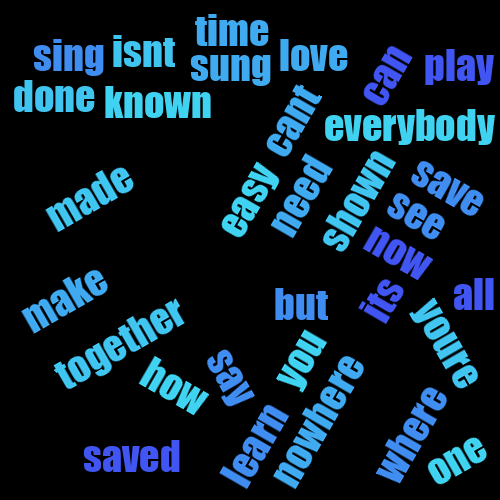 time
sing isnt sung love can play
done known cant everybody
made easy need shown save
see
now
make but its all
together you youre
how say
learn nowhere where
saved one